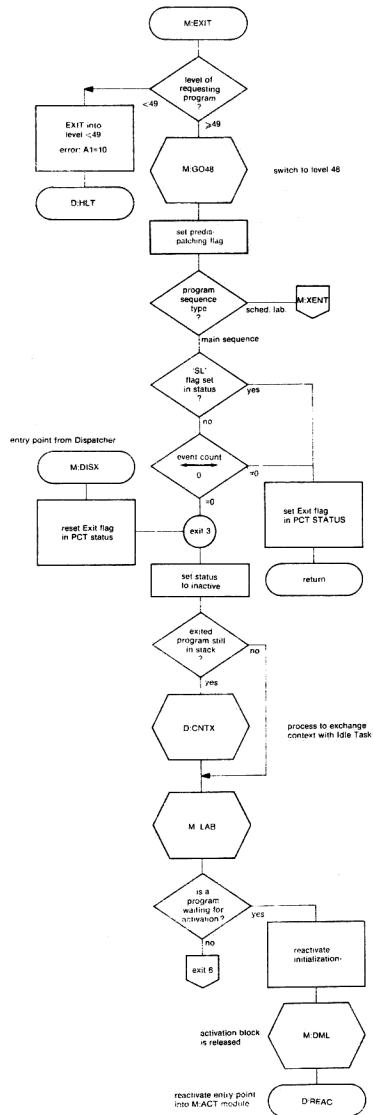 M:EXIT
level of
requesting
program
?
<49
≥49
EXIT into
level <49
error: A1=10
D:HLT
M:GO48
switch to level 48
set predis-
patching flag
program
sequence
type
?
sched. lab.
M:XENT
main sequence
'SL'
flag set
in status
?
yes
no
entry point from Dispatcher
M:DISX
event count
0
=0
=0
reset Exit flag
in PCT status
exit 3
set Exit flag
in PCT STATUS
return
set status
to inactive
exited
program still
in stack
?
no
yes
D:CNTX
process to exchange
context with Idle Task
M:LAB
is a
program
waiting for
activation?
yes
no
exit 6
reactivate
initialization
activation block
is released
M:DML
reactivate entry point
into M:ACT module
D:REAC